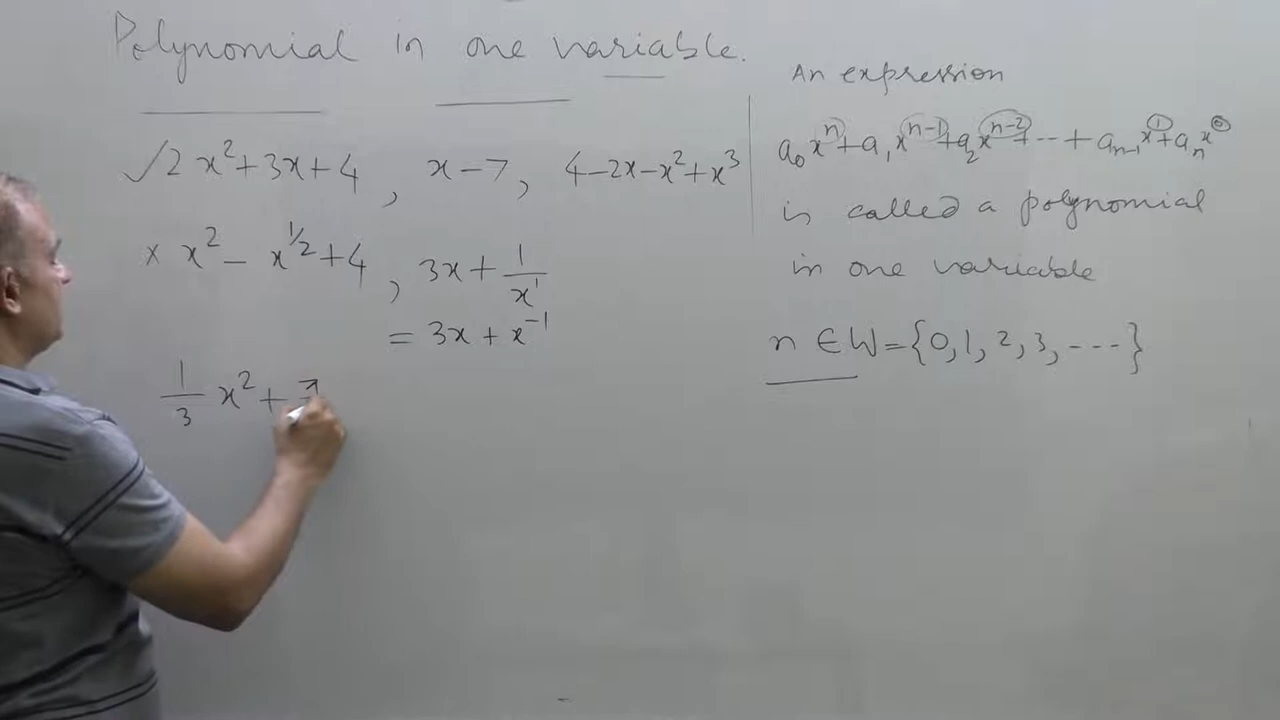 Polynomial in one variable.
√2 x²+3x+4 , x-7, 4-2x-x²+x³
× x² - x^1/2 +4 , 3x + 1/x¹
= 3x + x⁻¹
1/3 x² +
An expression
a₀xⁿ+a₁xⁿ⁻¹+a₂xⁿ⁻²+--+aₙ₋₁x¹+aₙx⁰
is called a polynomial
in one variable
n ∈ W={0,1,2,3,----}